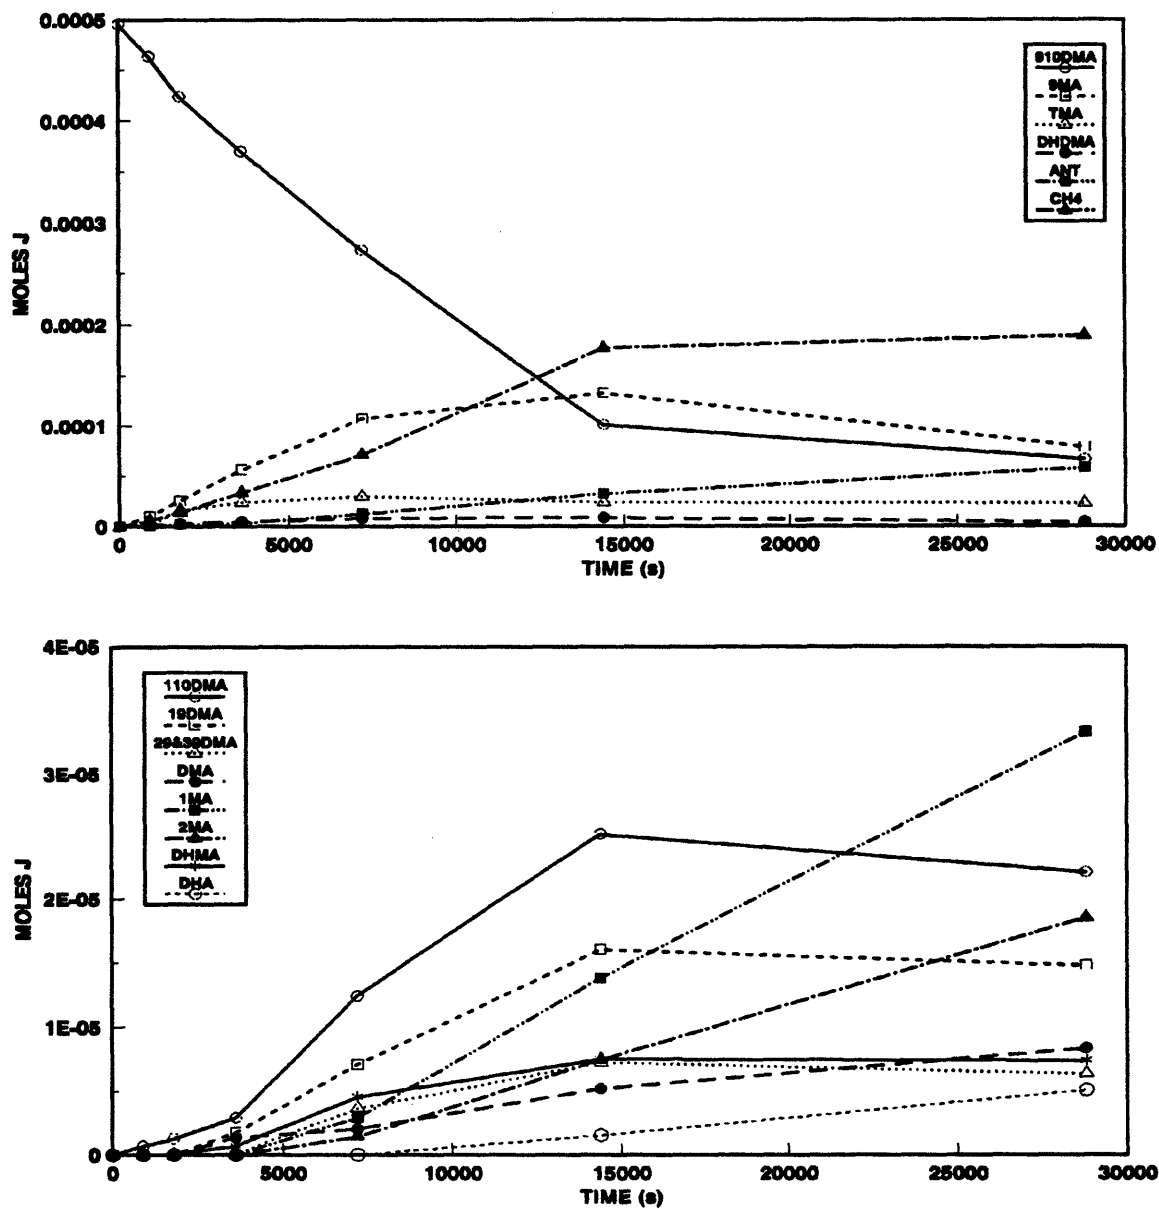 0.0005
0.0004
0.0003
0.0002
0.0001
0
MOLES J
910DMA
9MA
TMA
DHDMA
ANT
CH4
0 5000 10000 15000 20000 25000 30000
TIME (s)
4E-05
3E-05
2E-05
1E-05
0
MOLES J
110DMA
19DMA
29&39DMA
DMA
1MA
2MA
DHMA
DHA
0 5000 10000 15000 20000 25000 30000
TIME (s)